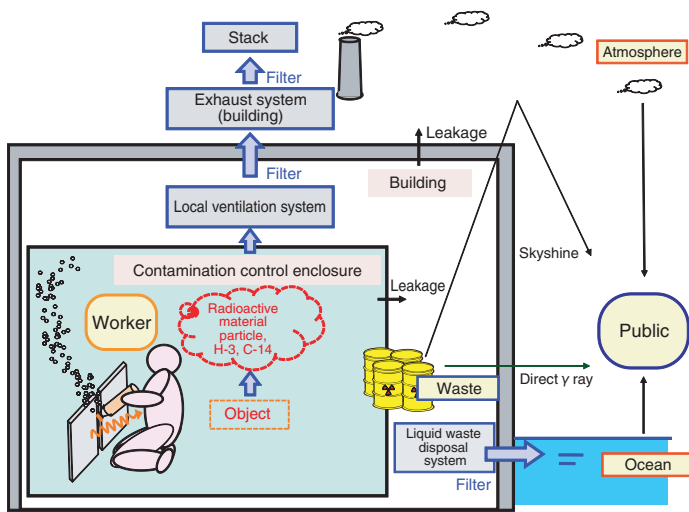 Stack
Filter
Exhaust system
(building)
Filter
Local ventilation system
Leakage
Building
Atmosphere
Contamination control enclosure
Leakage
Skyshine
Worker
Radioactive
material
particle,
H-3, C-14
Public
Object
Waste
Direct γ ray
Liquid waste
disposal
system
Filter
Ocean